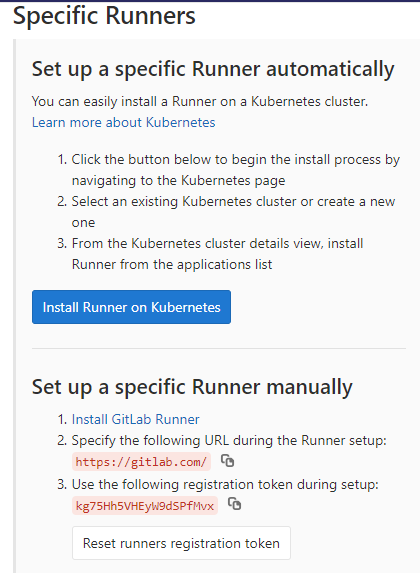 Specific Runners
Set up a specific Runner automatically
You can easily install a Runner on a Kubernetes cluster.
Learn more about Kubernetes
1. Click the button below to begin the install process by
navigating to the Kubernetes page
2. Select an existing Kubernetes cluster or create a new
one
3. From the Kubernetes cluster details view, install
Runner from the applications list
Install Runner on Kubernetes
Set up a specific Runner manually
1. Install GitLab Runner
2. Specify the following URL during the Runner setup:
https://gitlab.com/
3. Use the following registration token during setup:
kg75Hh5VHEyW9dSPfMvx
Reset runners registration token